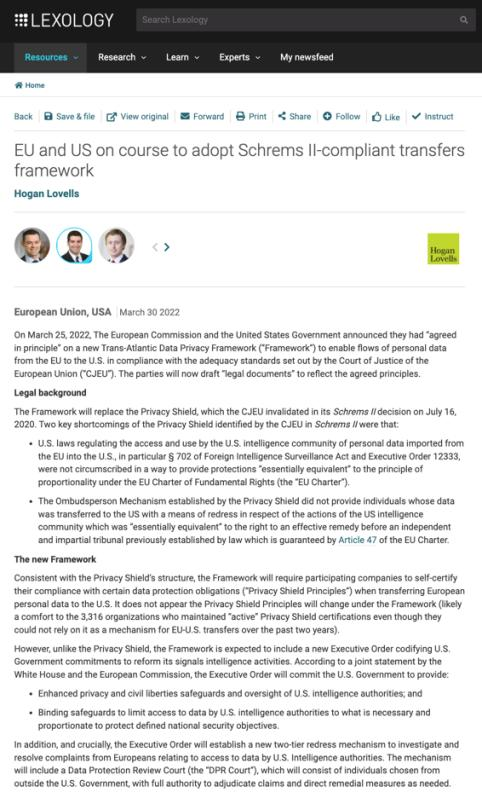 LEXOLOGY
Search Lexology
Resources
Research
Learn
Experts
My newsfeed
Home
Back
Save & file
View original
Forward
Print
Share
Follow
Like
Instruct
EU and US on course to adopt Schrems II-compliant transfers
framework
Hogan Lovells
Hogan
Lovells
European Union, USA | March 30 2022
On March 25, 2022, The European Commission and the United States Government announced they had “agreed
in principle” on a new Trans-Atlantic Data Privacy Framework (“Framework”) to enable flows of personal data
from the EU to the U.S. in compliance with the adequacy standards set out by the Court of Justice of the
European Union (“CJEU”). The parties will now draft “legal documents” to reflect the agreed principles.
Legal background
The Framework will replace the Privacy Shield, which the CJEU invalidated in its Schrems II decision on July 16,
2020. Two key shortcomings of the Privacy Shield identified by the CJEU in Schrems II were that:
• U.S. laws regulating the access and use by the U.S. intelligence community of personal data imported from
the EU into the U.S., in particular § 702 of Foreign Intelligence Surveillance Act and Executive Order 12333,
were not circumscribed in a way to provide protections “essentially equivalent” to the principle of
proportionality under the EU Charter of Fundamental Rights (the “EU Charter”).
• The Ombudsperson Mechanism established by the Privacy Shield did not provide individuals whose data
was transferred to the US with a means of redress in respect of the actions of the US intelligence
community which was “essentially equivalent” to the right to an effective remedy before an independent
and impartial tribunal previously established by law which is guaranteed by Article 47 of the EU Charter.
The new Framework
Consistent with the Privacy Shield’s structure, the Framework will require participating companies to self-certify
their compliance with certain data protection obligations (“Privacy Shield Principles”) when transferring European
personal data to the U.S. It does not appear the Privacy Shield Principles will change under the Framework (likely
a comfort to the 3,316 organizations who maintained “active” Privacy Shield certifications even though they
could not rely on it as a mechanism for EU-U.S. transfers over the past two years).
However, unlike the Privacy Shield, the Framework is expected to include a new Executive Order codifying U.S.
Government commitments to reform its signals intelligence activities. According to a joint statement by the
White House and the European Commission, the Executive Order will commit the U.S. Government to provide:
• Enhanced privacy and civil liberties safeguards and oversight of U.S. intelligence authorities; and
• Binding safeguards to limit access to data by U.S. intelligence authorities to what is necessary and
proportionate to protect defined national security objectives.
In addition, and crucially, the Executive Order will establish a new two-tier redress mechanism to investigate and
resolve complaints from Europeans relating to access to data by U.S. Intelligence authorities. The mechanism
will include a Data Protection Review Court (the “DPR Court”), which will consist of individuals chosen from
outside the U.S. Government, with full authority to adjudicate claims and direct remedial measures as needed.